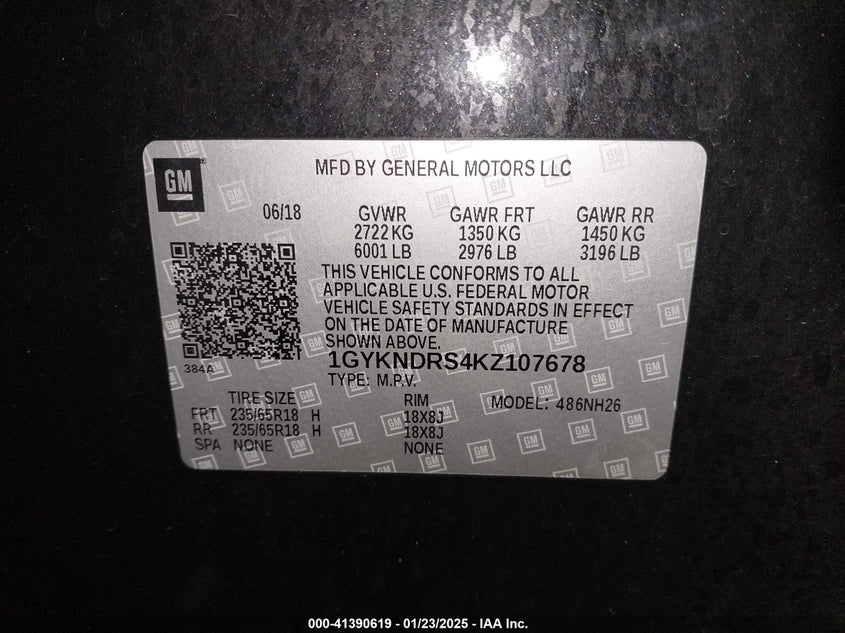 GM
MFD BY GENERAL MOTORS LLC
06/18 GVWR GAWR FRT GAWR RR
2722 KG 1350 KG 1450 KG
6001 LB 2976 LB 3196 LB
THIS VEHICLE CONFORMS TO ALL
APPLICABLE U.S. FEDERAL MOTOR
VEHICLE SAFETY STANDARDS IN EFFECT
ON THE DATE OF MANUFACTURE
SHOWN ABOVE.
384A
1GYKNDRS4KZ107678
TYPE: M.P.V.
TIRE SIZE RIM MODEL: 486NH26
FRT 235/65R18 H 18X8J
RR 235/65R18 H 18X8J
SPA NONE NONE
000-41390619 - 01/23/2025 - IAA Inc.